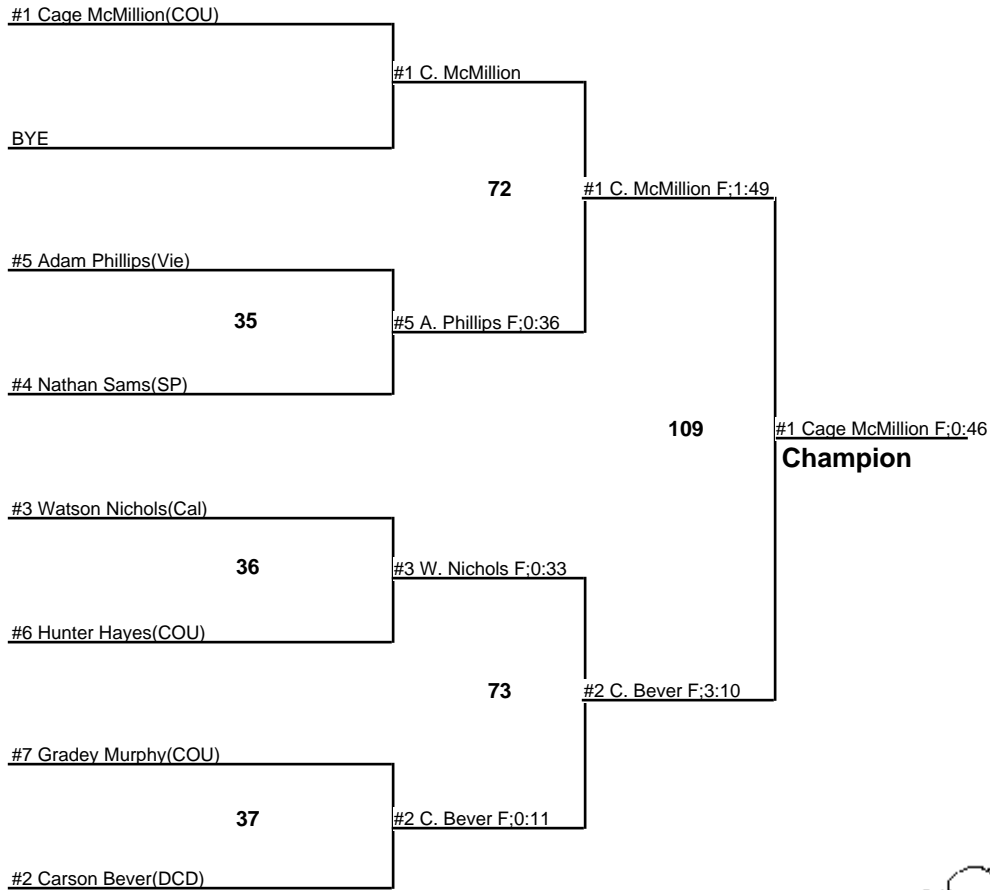 #1 Cage McMillion(COU)
#1 C. McMillion
BYE
72
#1 C. McMillion F;1:49
#5 Adam Phillips(Vie)
35
#5 A. Phillips F;0:36
#4 Nathan Sams(SP)
109
#1 Cage McMillion F;0:46
Champion
#3 Watson Nichols(Cal)
36
#3 W. Nichols F;0:33
#6 Hunter Hayes(COU)
73
#2 C. Bever F;3:10
#7 Gradey Murphy(COU)
37
#2 C. Bever F;0:11
#2 Carson Bever(DCD)